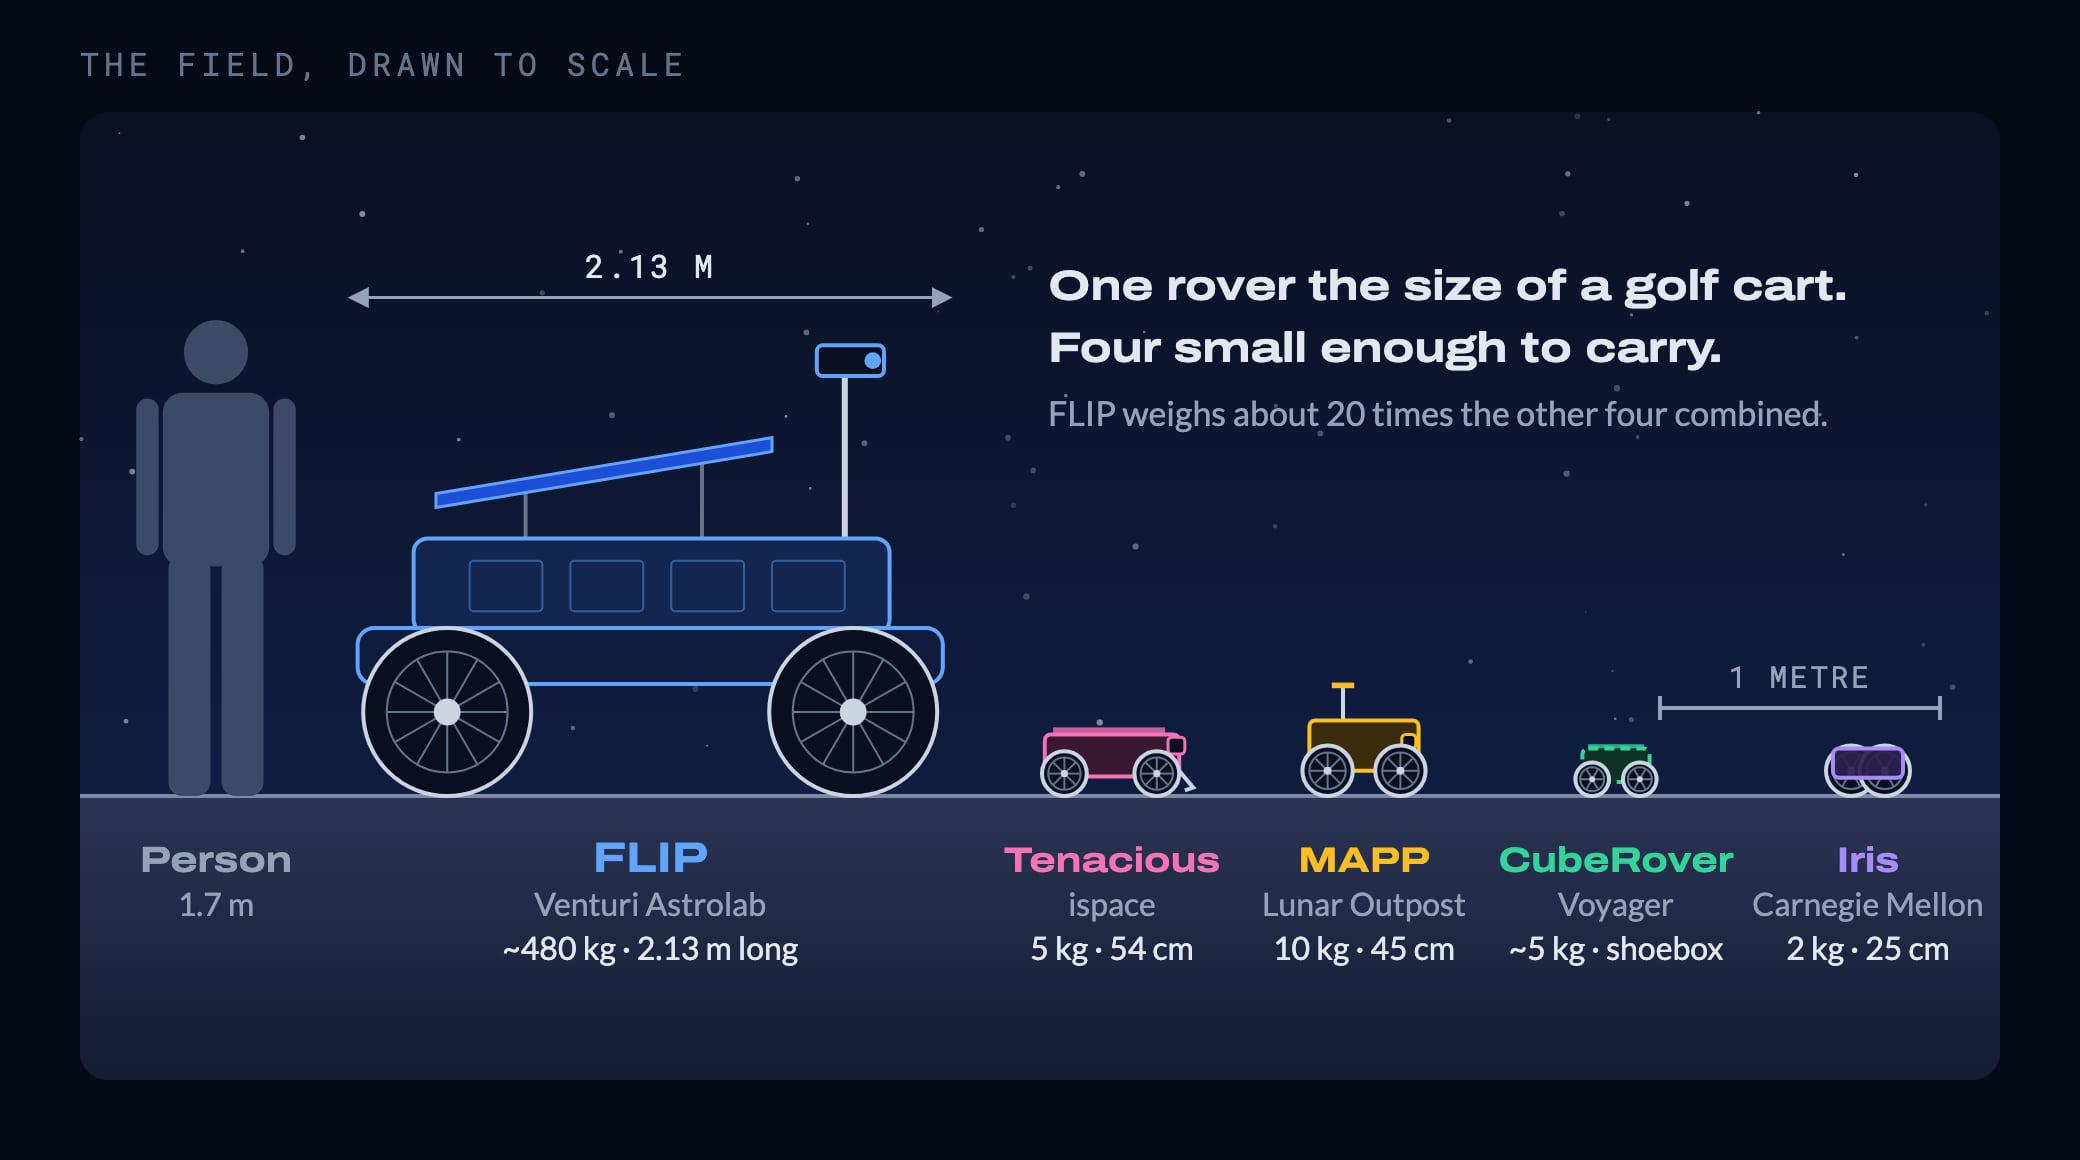 THE FIELD, DRAWN TO SCALE
2.13 M
One rover the size of a golf cart.
Four small enough to carry.
FLIP weighs about 20 times the other four combined.
1 METRE
Person
1.7 m
FLIP
Venturi Astrolab
~480 kg · 2.13 m long
Tenacious
ispace
5 kg · 54 cm
MAPP
Lunar Outpost
10 kg · 45 cm
CubeRover
Voyager
~5 kg · shoebox
Iris
Carnegie Mellon
2 kg · 25 cm